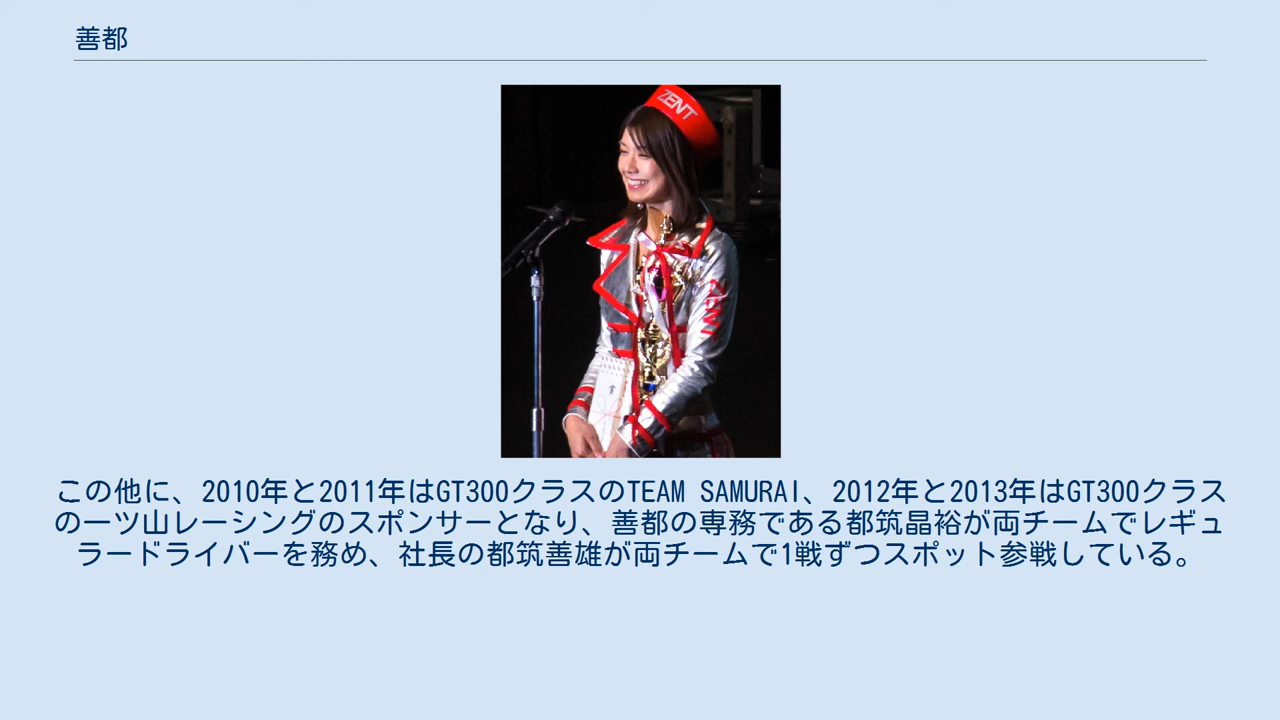 善都
ZENT
ZENT
この他に、2010年と2011年はGT300クラスのTEAM SAMURAI、2012年と2013年はGT300クラス
の一ツ山レーシングのスポンサーとなり、善都の専務である都筑晶裕が両チームでレギュ
ラードライバーを務め、社長の都筑善雄が両チームで1戦ずつスポット参戦している。